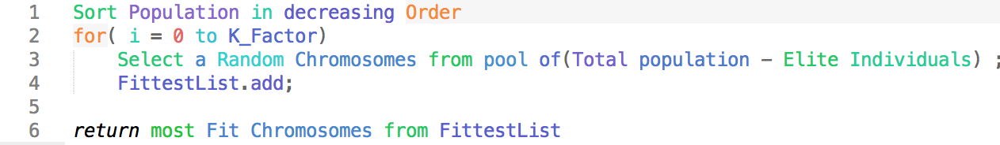 1 Sort Population in decreasing Order
2 for( i = 0 to K_Factor)
3 Select a Random Chromosomes from pool of(Total population - Elite Individuals) ;
4 FittestList.add;
5
6 return most Fit Chromosomes from FittestList